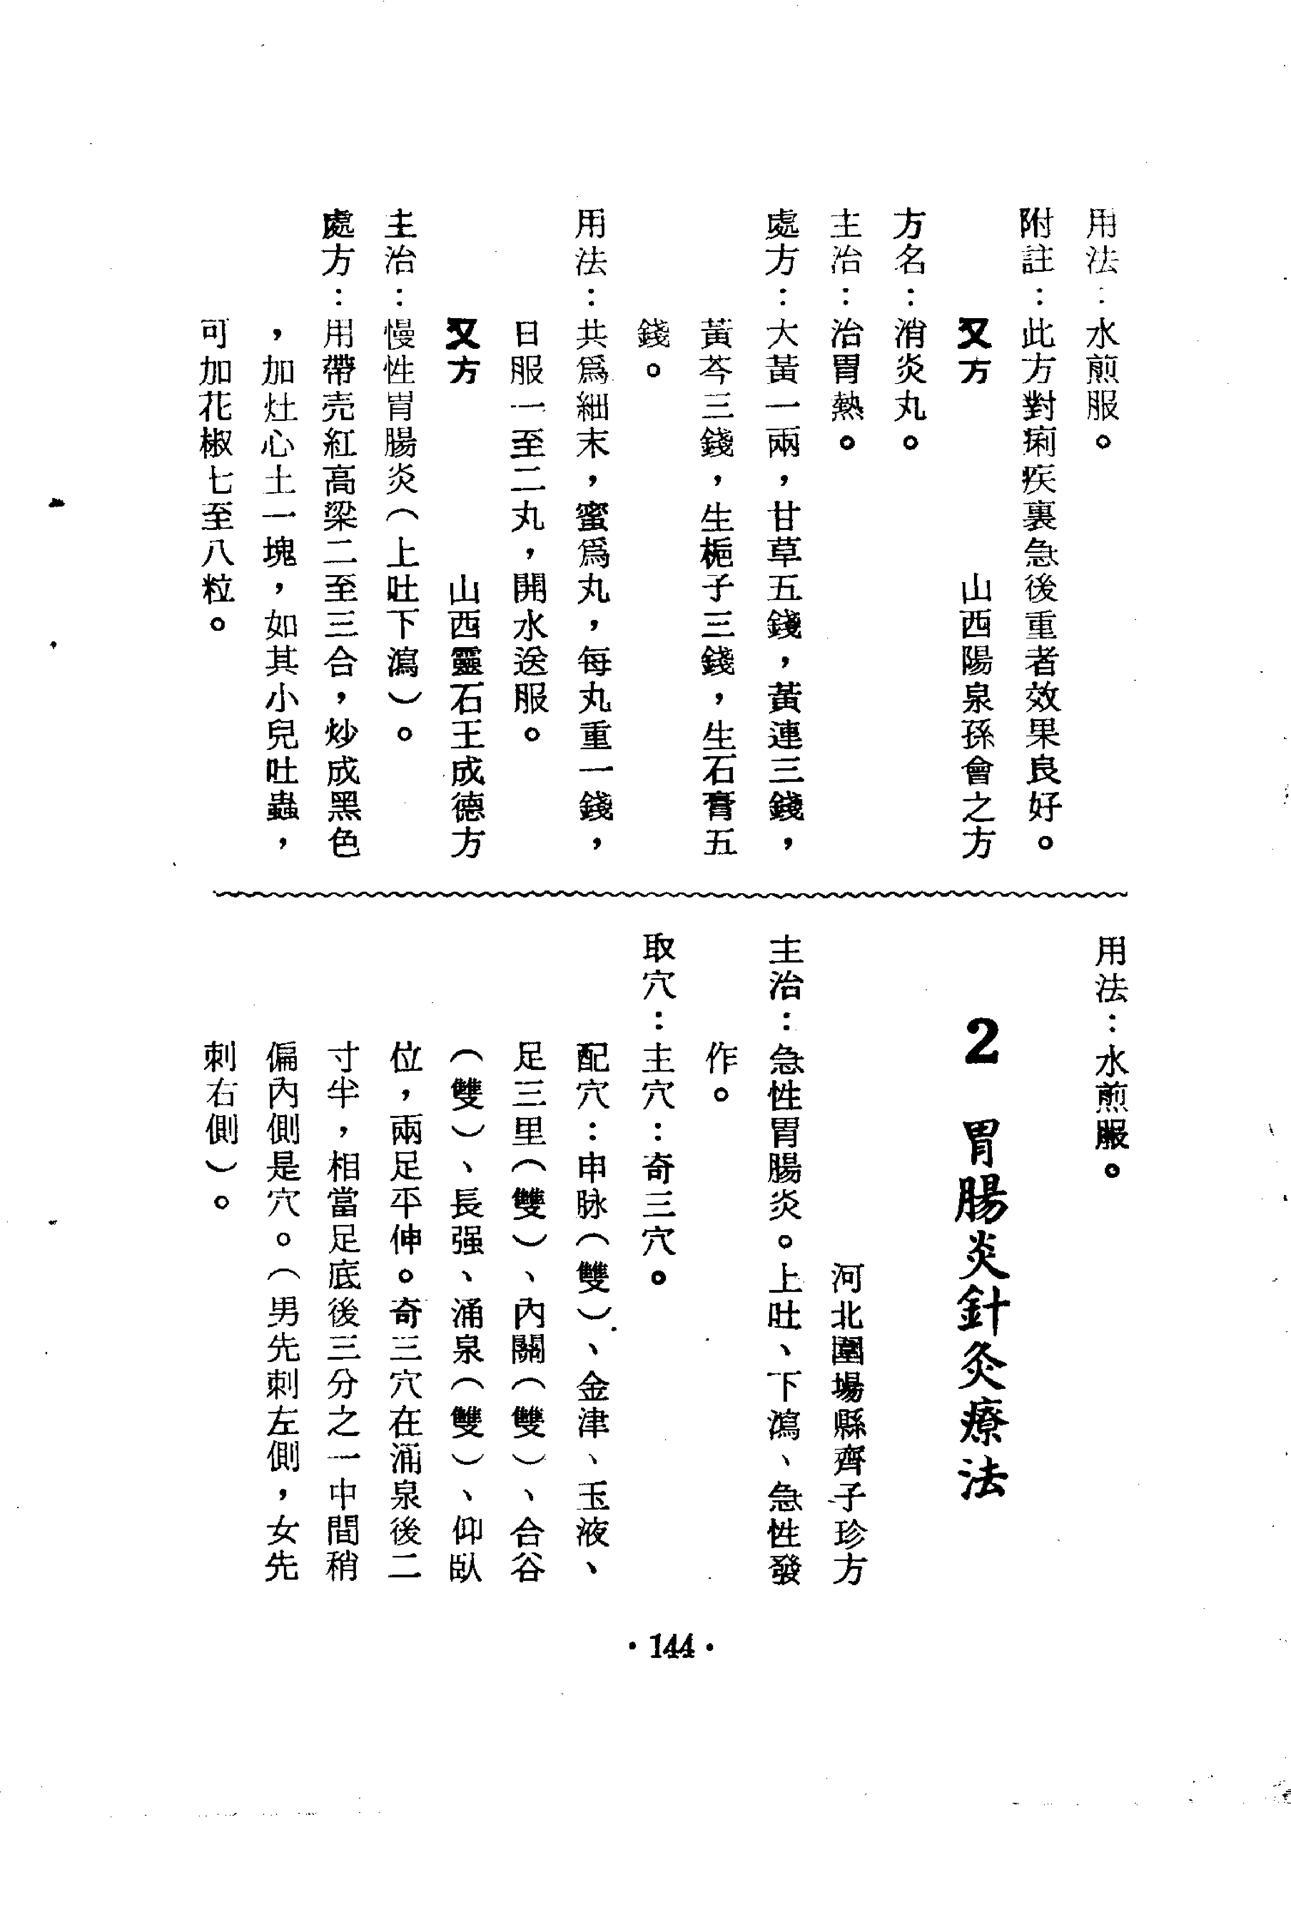 用法：水煎服。
附註：此方對痢疾裏急後重者效果良好。
又方　山西陽泉孫會之方
方名：消炎丸。
主治：治胃熱。
處方：大黃一兩，甘草五錢，黃連三錢，
黃芩三錢，生梔子三錢，生石膏五
錢。
用法：共爲細末，蜜爲丸，每丸重一錢，
日服一至二丸，開水送服。
又方　山西靈石王成德方
主治：慢性胃腸炎（上吐下瀉）。
處方：用帶壳紅高梁二至三合，炒成黑色
，加灶心土一塊，如其小兒吐蟲，
可加花椒七至八粒。
用法：水煎服。
2　胃腸炎針灸療法
河北圍場縣齊子珍方
主治：急性胃腸炎。上吐、下瀉、急性發
作。
取穴：主穴：奇三穴。
配穴：申脉（雙）、金津、玉液、
足三里（雙）、內關（雙）、合谷
（雙）、長强、涌泉（雙）、仰臥
位，兩足平伸。奇三穴在涌泉後二
寸半，相當足底後三分之一中間稍
偏內側是穴。（男先刺左側，女先
刺右側）。
·144·